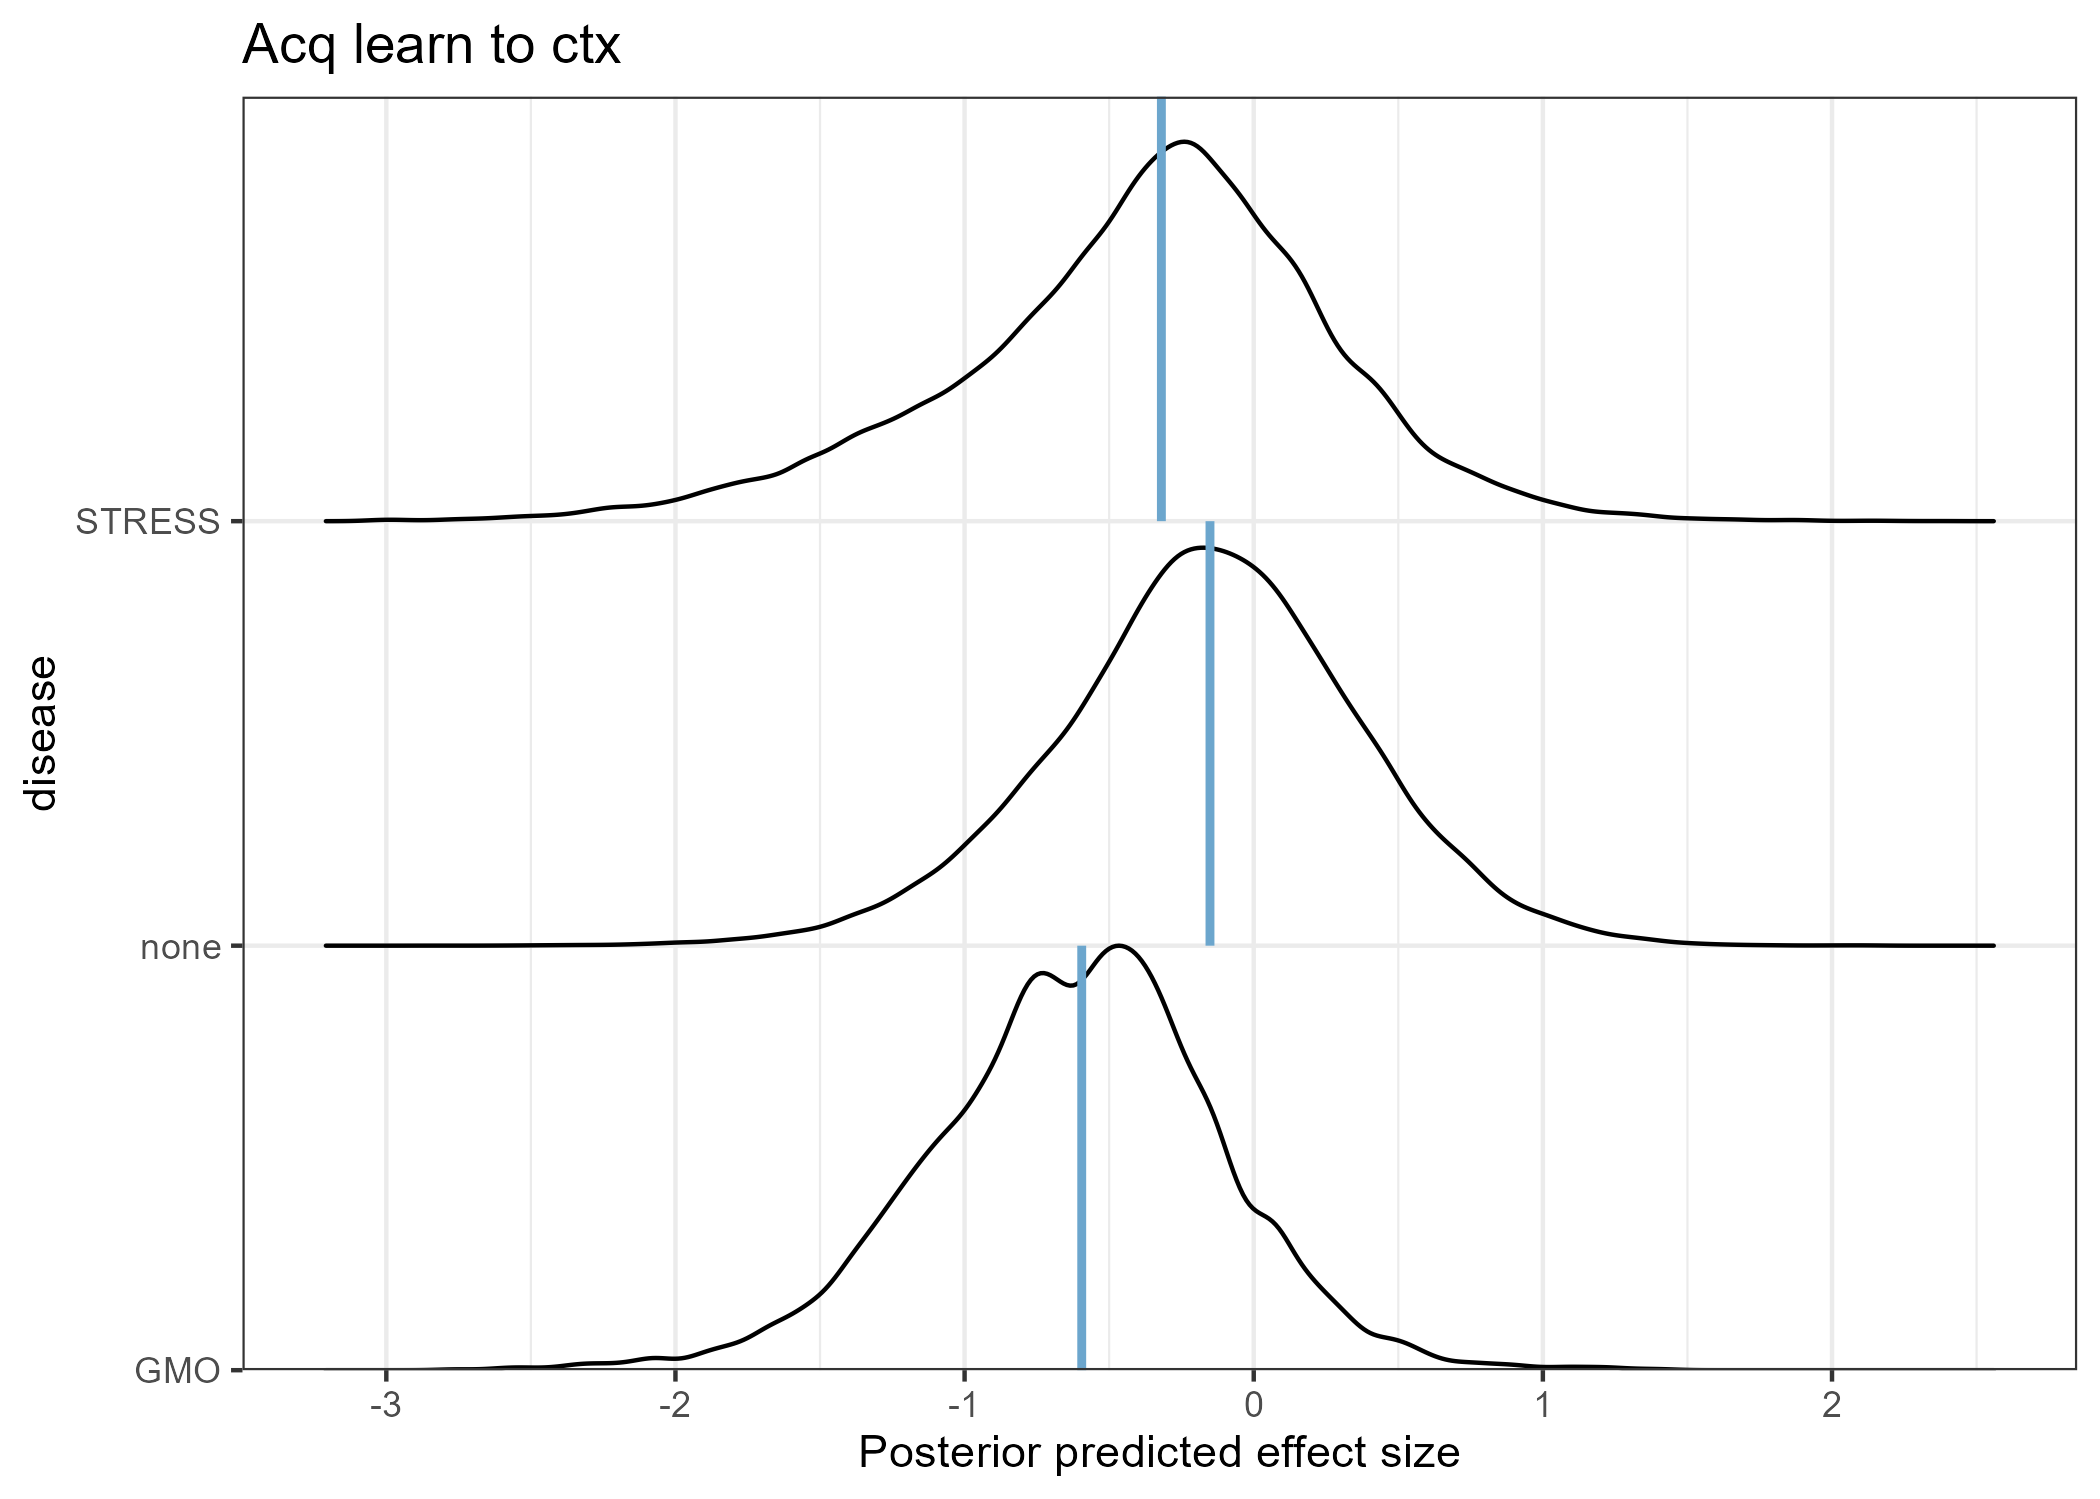 Acq learn to ctx
disease
STRESS
none
GMO
-3 -2 -1 0 1 2
Posterior predicted effect size